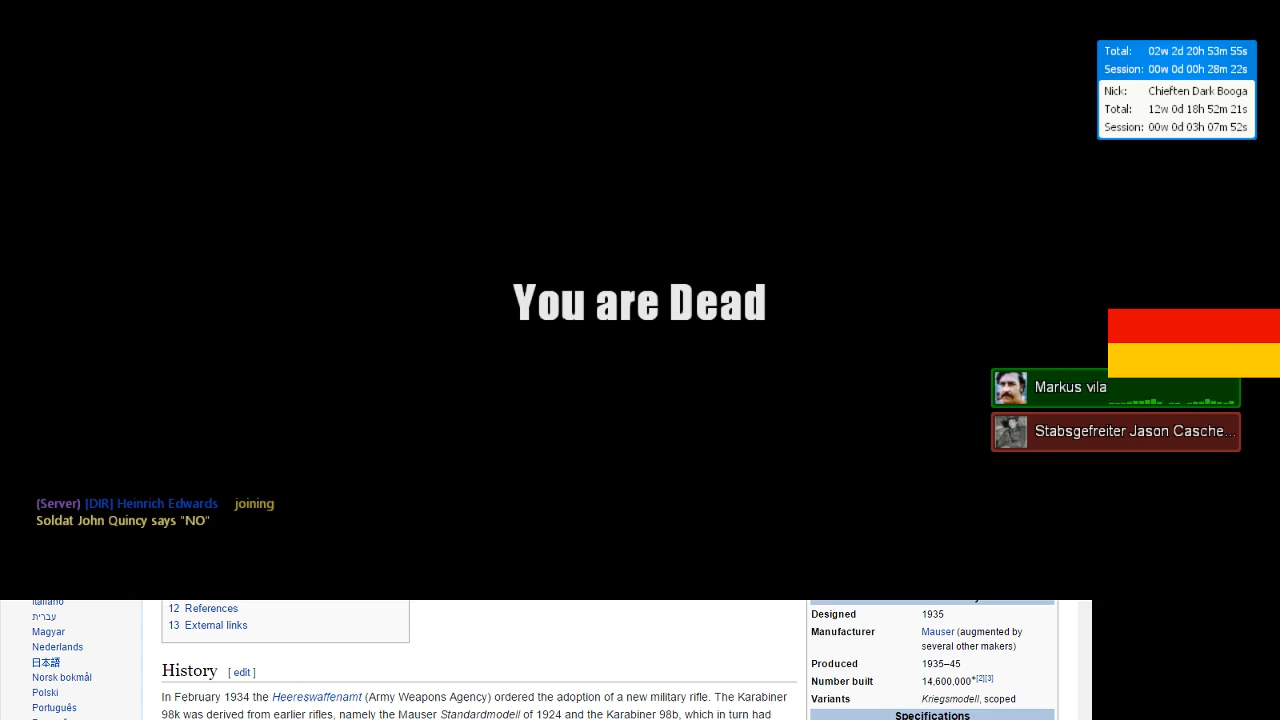 Total: 02w 2d 20h 53m 55s
Session: 00w 0d 00h 28m 22s
Nick: Chieften Dark Booga
Total: 12w 0d 18h 52m 21s
Session: 00w 0d 03h 07m 52s
You are Dead
Markus vila
Stabsgefreiter Jason Casche...
(Server) [DIR] Heinrich Edwards joining
Soldat John Quincy says "NO"
Italiano
עברית
Magyar
Nederlands
日本語
Norsk bokmål
Polski
Português
12 References
13 External links
History [ edit ]
In February 1934 the Heereswaffenamt (Army Weapons Agency) ordered the adoption of a new military rifle. The Karabiner
98k was derived from earlier rifles, namely the Mauser Standardmodell of 1924 and the Karabiner 98b, which in turn had
Designed 1935
Manufacturer Mauser (augmented by
several other makers)
Produced 1935–45
Number built 14,600,000+[2][3]
Variants Kriegsmodell, scoped
Specifications